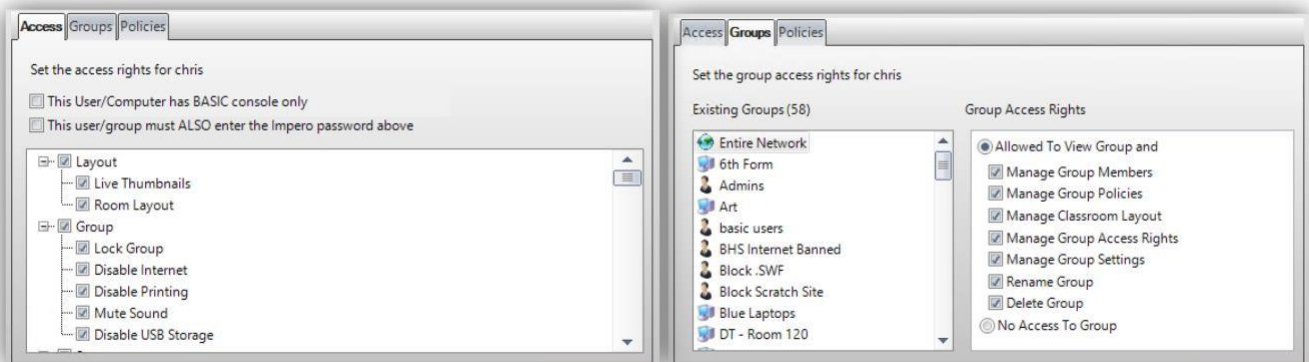 Access Groups Policies
Set the access rights for chris
This User/Computer has BASIC console only
This user/group must ALSO enter the Impero password above
Layout
Live Thumbnails
Room Layout
Group
Lock Group
Disable Internet
Disable Printing
Mute Sound
Disable USB Storage
Access Groups Policies
Set the group access rights for chris
Existing Groups (58)
Entire Network
6th Form
Admins
Art
basic users
BHS Internet Banned
Block .SWF
Block Scratch Site
Blue Laptops
DT - Room 120
Group Access Rights
Allowed To View Group and
Manage Group Members
Manage Group Policies
Manage Classroom Layout
Manage Group Access Rights
Manage Group Settings
Rename Group
Delete Group
No Access To Group